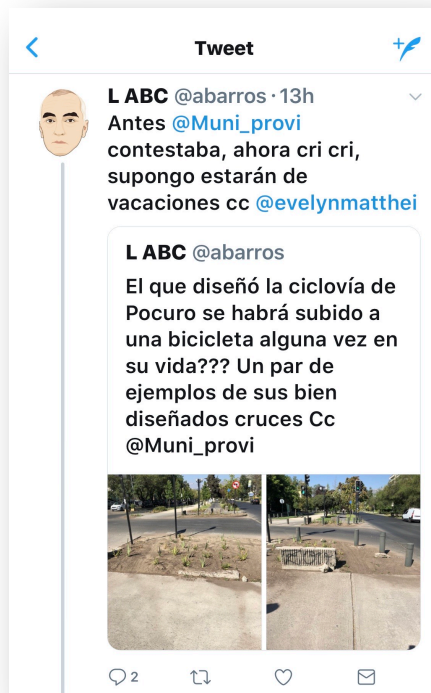 Tweet
L ABC @abarros · 13h
Antes @Muni_provi
contestaba, ahora cri cri,
supongo estarán de
vacaciones cc @evelynmatthei
L ABC @abarros
El que diseñó la ciclovía de
Pocuro se habrá subido a
una bicicleta alguna vez en
su vida??? Un par de
ejemplos de sus bien
diseñados cruces Cc
@Muni_provi
2